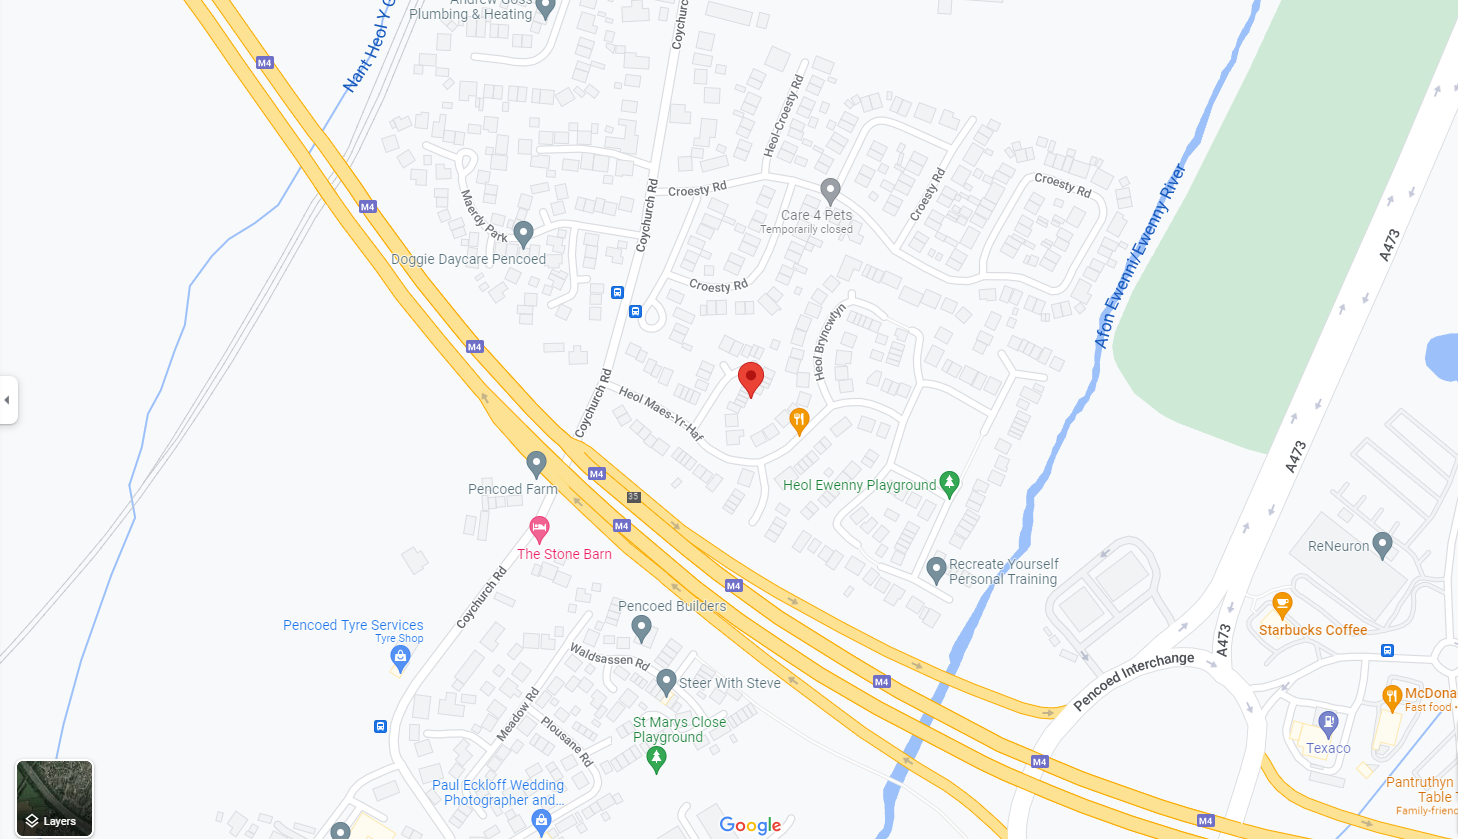 Andrew Goss
Plumbing & Heating
Nant Heol Y G
Coychurch
M4
Heol-Croesty Rd
Croesty Rd
Croesty Rd
Croesty Rd
Care 4 Pets
Temporarily closed
Maerdy Park
Coychurch Rd
M4
Doggie Daycare Pencoed
Croesty Rd
Afon Ewenni/Ewenny River
A473
Heol Bryncwtyn
M4
Coychurch Rd
Heol Maes-Yr-Haf
A473
M4
Pencoed Farm
35
Heol Ewenny Playground
M4
The Stone Barn
ReNeuron
Recreate Yourself
Personal Training
M4
Coychurch Rd
Pencoed Builders
Starbucks Coffee
Pencoed Tyre Services
Tyre Shop
A473
Waldsassen Rd
Pencoed Interchange
Steer With Steve
M4
McDona
Fast food •
Meadow Rd
Plousane Rd
St Marys Close
Playground
Texaco
M4
Paul Eckloff Wedding
Photographer and...
Pantruthyn
Table T
Family-friend
Layers
Google
M4